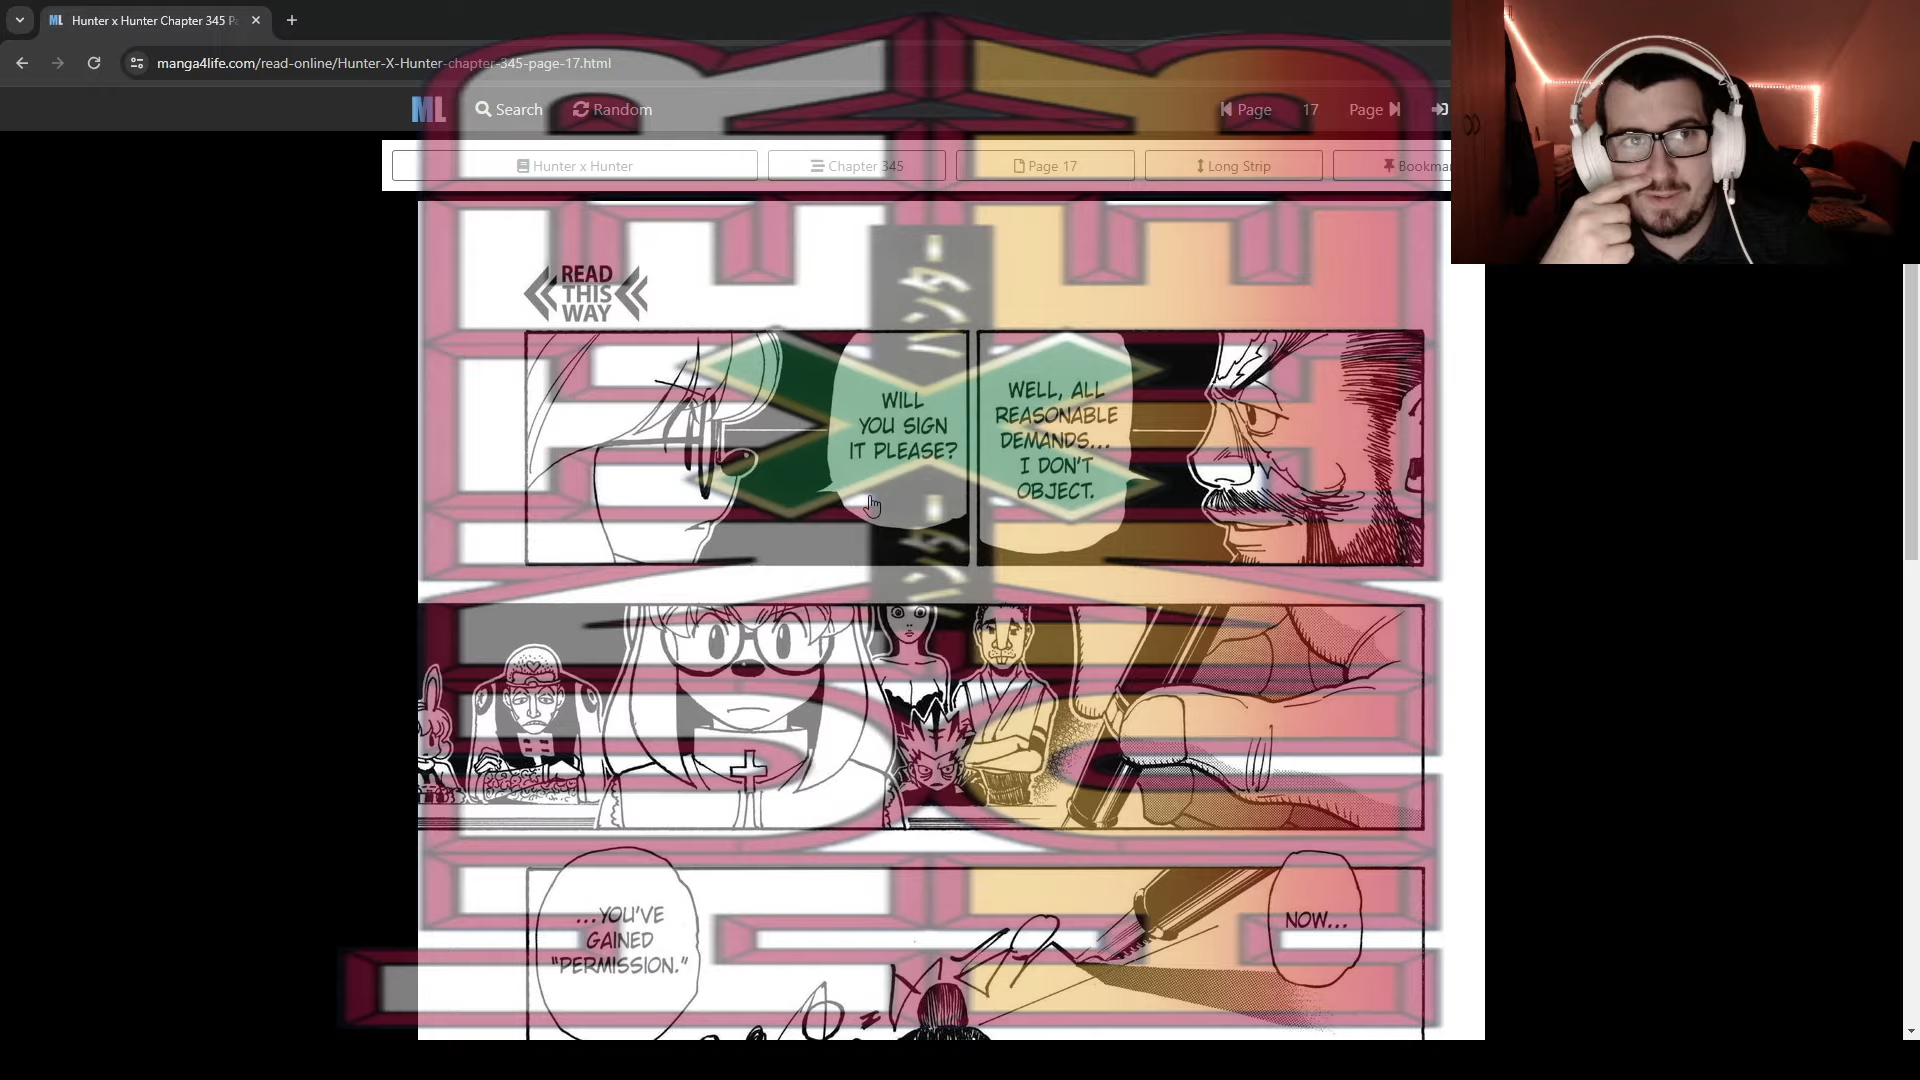 Hunter x Hunter Chapter 345 P
manga4life.com/read-online/Hunter-X-Hunter-chapter-345-page-17.html
ML
Search
Random
Page
17
Page
Hunter x Hunter
Chapter 345
Page 17
Long Strip
Bookma
READ
THIS
WAY
WELL, ALL
REASONABLE
DEMANDS...
I DON'T
OBJECT.
WILL
YOU SIGN
IT PLEASE?
NOW...
...YOU'VE
GAINED
"PERMISSION."